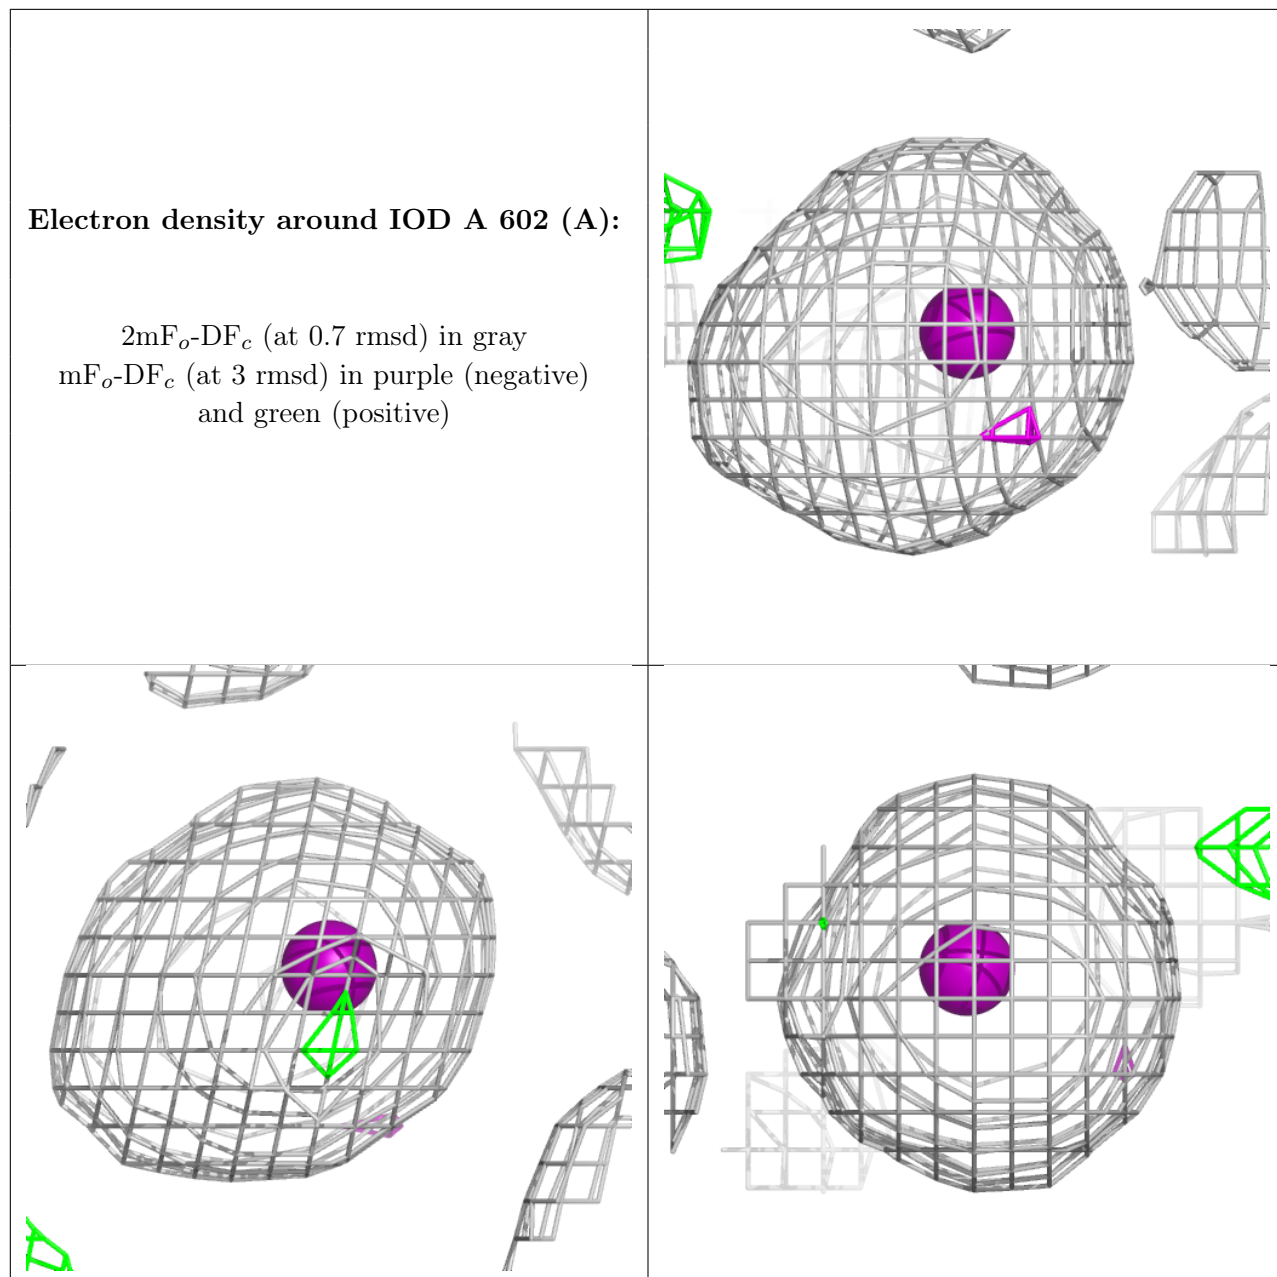 Electron density around IOD A 602 (A):
2mFo-DFc (at 0.7 rmsd) in gray
mFo-DFc (at 3 rmsd) in purple (negative)
and green (positive)